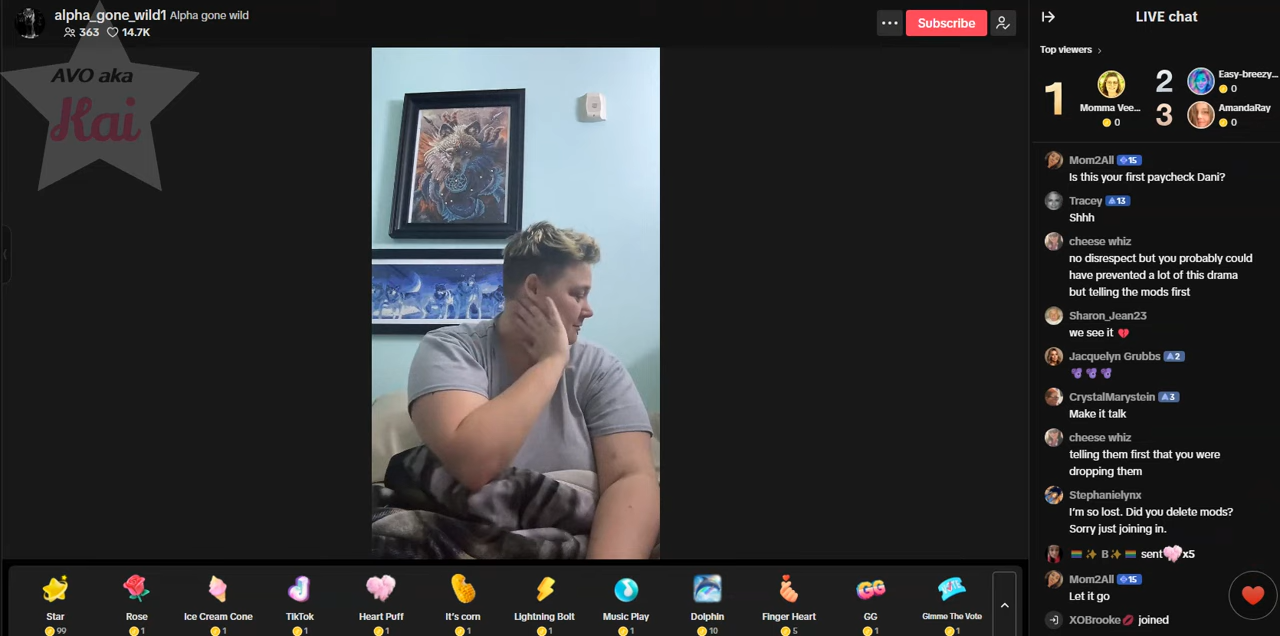 alpha_gone_wild1 Alpha gone wild
363 14.7K
Subscribe
AVO aka
Kai
LIVE chat
Top viewers
1
Momma Vee...
0
2
Easy-breezy...
0
3
AmandaRay
0
Mom2All 15
Is this your first paycheck Dani?
Tracey 13
Shhh
cheese whiz
no disrespect but you probably could
have prevented a lot of this drama
but telling the mods first
Sharon_Jean23
we see it
Jacquelyn Grubbs 2
CrystalMarystein 3
Make it talk
cheese whiz
telling them first that you were
dropping them
Stephanielynx
I'm so lost. Did you delete mods?
Sorry just joining in.
B sent x5
Mom2All 15
Let it go
XOBrooke joined
Star
99
Rose
1
Ice Cream Cone
1
TikTok
1
Heart Puff
1
It's corn
1
Lightning Bolt
1
Music Play
1
Dolphin
10
Finger Heart
5
GG
GG
1
Gimme The Vote
1